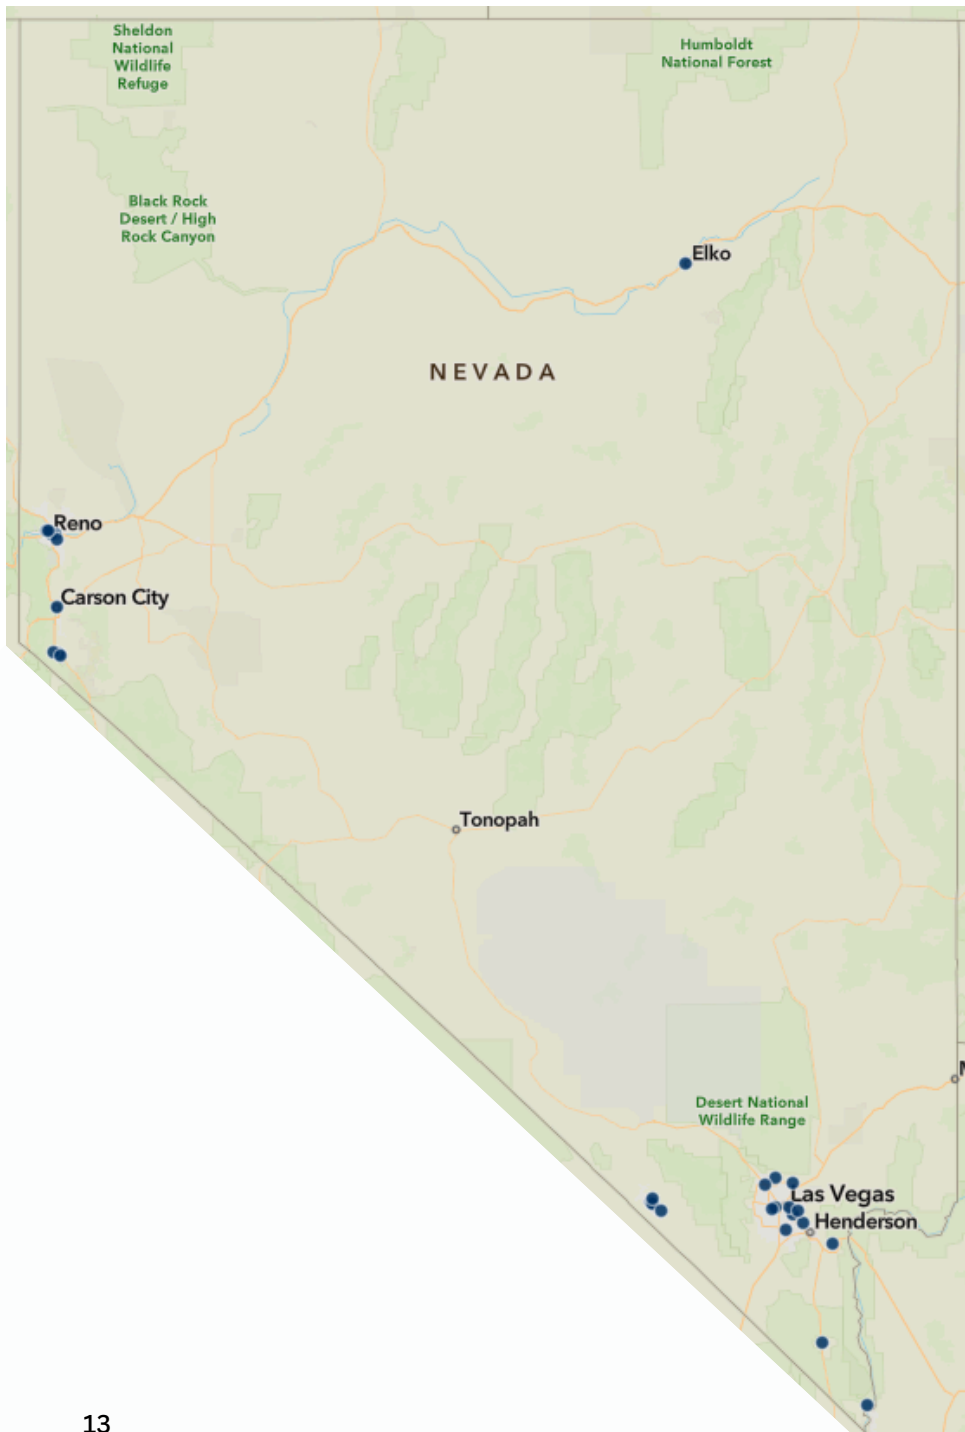 Sheldon
National
Wildlife
Refuge
Humboldt
National Forest
Black Rock
Desert / High
Rock Canyon
Elko
NEVADA
Reno
Carson City
Tonopah
Desert National
Wildlife Range
Las Vegas
Henderson
13